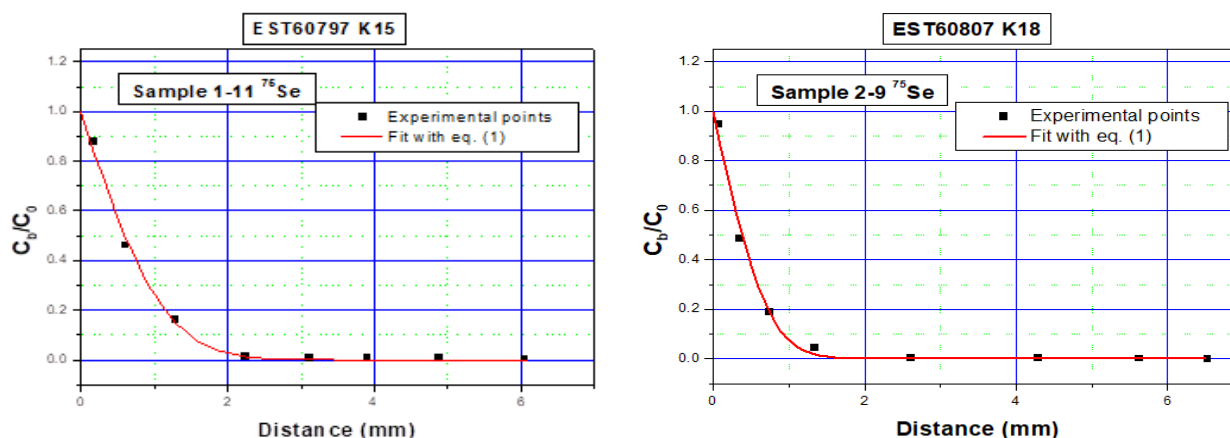 EST60797 K15
Sample 1-11 ⁷⁵Se
Experimental points
Fit with eq. (1)
1.2
1.0
0.8
0.6
0.4
0.2
0.0
C_b/C_0
0
2
4
6
Distance (mm)
EST60807 K18
Sample 2-9 ⁷⁵Se
Experimental points
Fit with eq. (1)
1.2
1.0
0.8
0.6
0.4
0.2
0.0
C_b/C_0
0
2
4
6
Distance (mm)